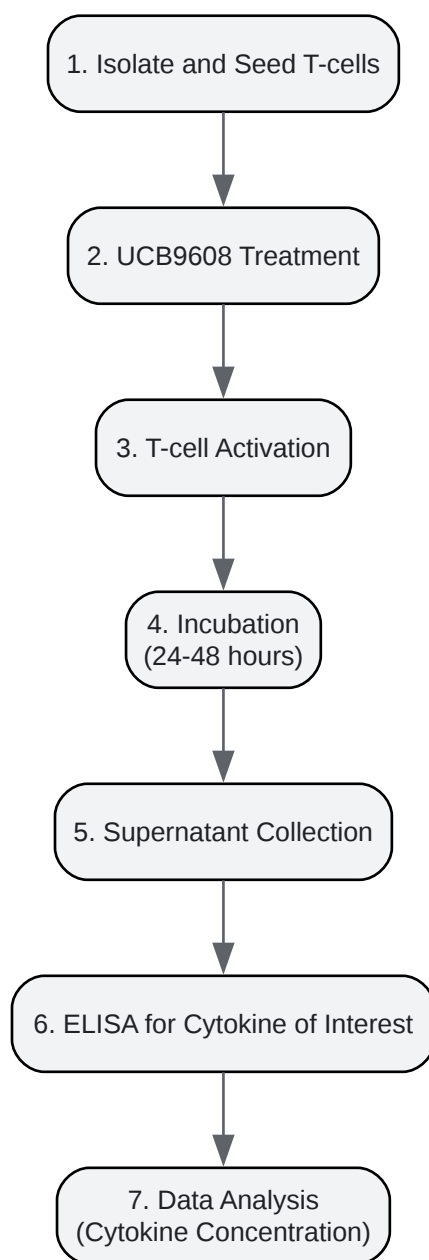 1. Isolate and Seed T-cells
2. UCB9608 Treatment
3. T-cell Activation
4. Incubation
(24-48 hours)
5. Supernatant Collection
6. ELISA for Cytokine of Interest
7. Data Analysis
(Cytokine Concentration)